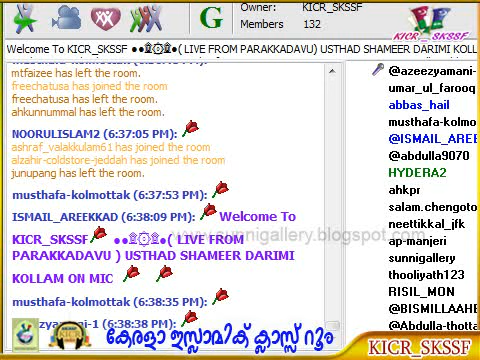 G
Owner: KICR_SKSSF
Members 132
KICR_SKSSF
Welcome To KICR_SKSSF ●●۩۞۩●( LIVE FROM PARAKKADAVU) USTHAD SHAMEER DARIMI KOLLAM
mtfaizee has left the room.
freechatusa has joined the room
freechatusa has left the room.
ahkunnummal has left the room.
NOORULISLAM2 (6:37:05 PM):
ashraf_valakkulam61 has joined the room
alzahir-coldstore-jeddah has joined the room
junupang has left the room.
musthafa-kolmottak (6:37:53 PM):
ISMAIL_AREEKKAD (6:38:09 PM): Welcome To
KICR_SKSSF ●●۩۞۩●( LIVE FROM
PARAKKADAVU ) USTHAD SHAMEER DARIMI
KOLLAM ON MIC
musthafa-kolmottak (6:38:35 PM):
azeezyamani-1 (6:38:38 PM):
@azeezyamani-
umar_ul_farooq
abbas_hail
musthafa-kolmo
@ISMAIL_AREE
@abdulla9070
HYDERA2
ahkpr
salam.chengoto
neettikkal_jfk
ap-manjeri
sunnigallery
thooliyath123
RISIL_MON
@BISMILLAAHE
@Abdulla-thotta
www.sunnigallery.blogspot.com
KICR
കേരളാ ഇസ്ലാമിക് ക്ലാസ്സ് റൂം
KICR_SKSSF